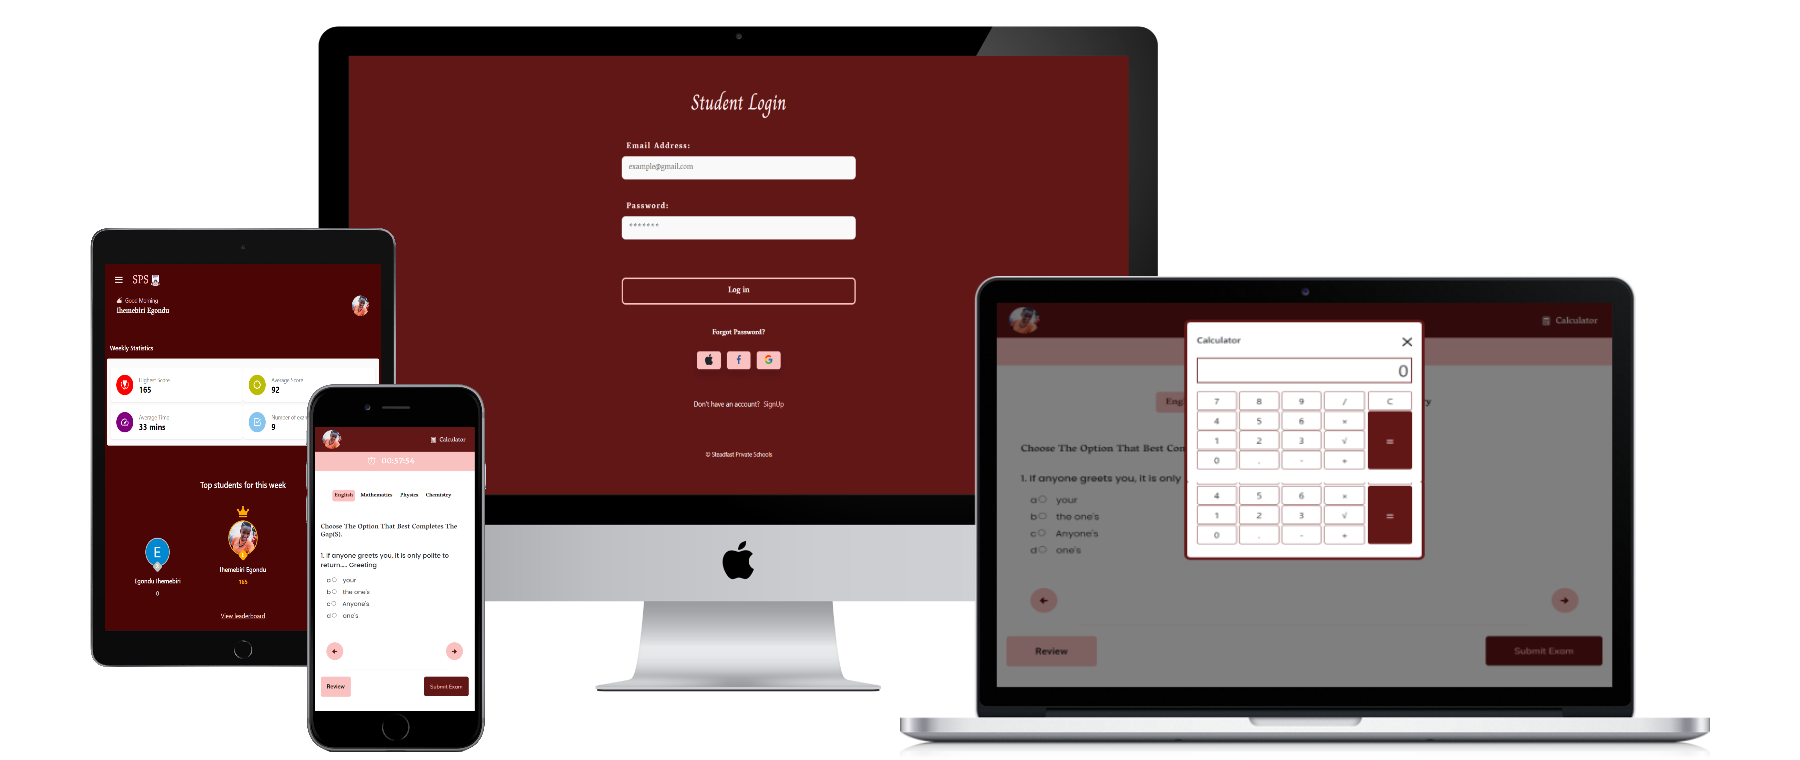 Student Login
Email Address:
example@gmail.com
Password:
*******
Log in
Forgot Password?
Don't have an account? SignUp
© Steadfast Private Schools
SPS
Good Morning
Ihemebiri Egondu
Weekly Statistics
Highest Score
165
Average Score
92
Average Time
33 mins
Number of exa
9
Top students for this week
E
Egondu Ihemebiri
0
1
Ihemebiri Egondu
165
View leaderboard
Calculator
00:57:54
English Mathematics Physics Chemistry
Choose The Option That Best Completes The
Gap(S).
1. If anyone greets you, it is only polite to
return.... Greeting
a your
b the one's
c Anyone's
d one's
Review
Submit Exam
Calculator
Eng
ry
Choose The Option That Best Com
1. If anyone greets you, it is only
a your
b the one's
c Anyone's
d one's
Review
Submit Exam
Calculator
0
7 8 9 / C
4 5 6 *
1 2 3 √ =
0 . - +
4 5 6 *
1 2 3 √ =
0 . - +